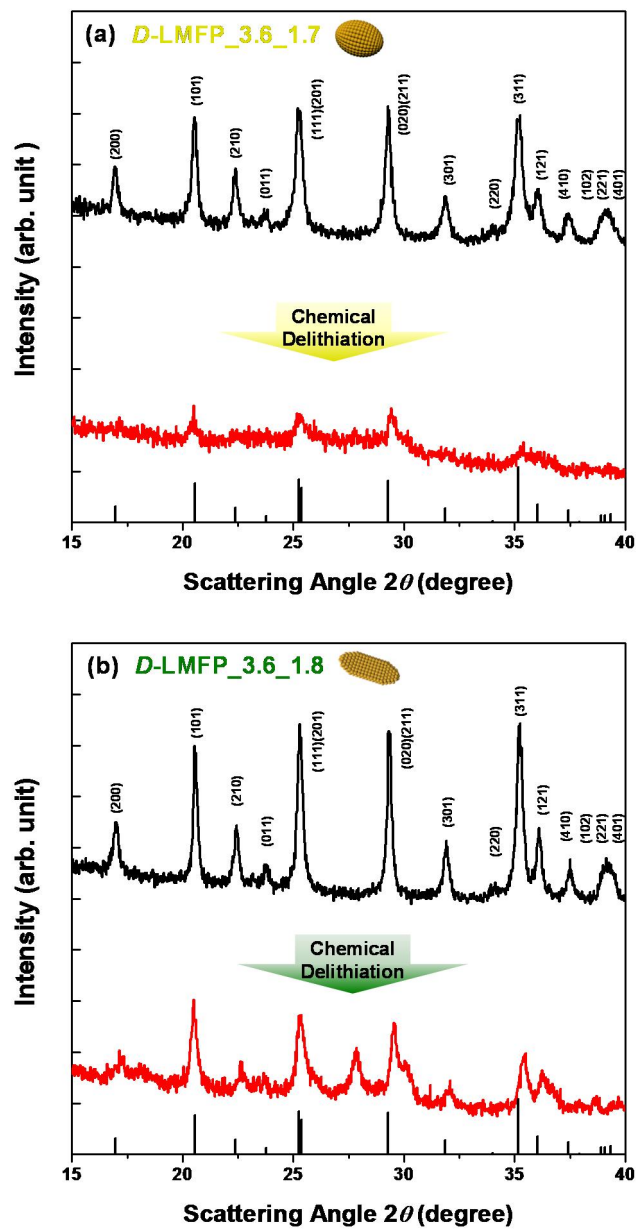 (a) D-LMFP_3.6_1.7
(200)
(101)
(210)
(011)
(111)(201)
(020)(211)
(301)
(220)
(311)
(121)
(410)
(102)
(221)
(401)
Chemical
Delithiation
Intensity (arb. unit )
15 20 25 30 35 40
Scattering Angle 2θ (degree)
(b) D-LMFP_3.6_1.8
(200)
(101)
(210)
(011)
(111)(201)
(020)(211)
(301)
(220)
(311)
(121)
(410)
(102)
(221)
(401)
Chemical
Delithiation
Intensity (arb. unit)
15 20 25 30 35 40
Scattering Angle 2θ (degree)